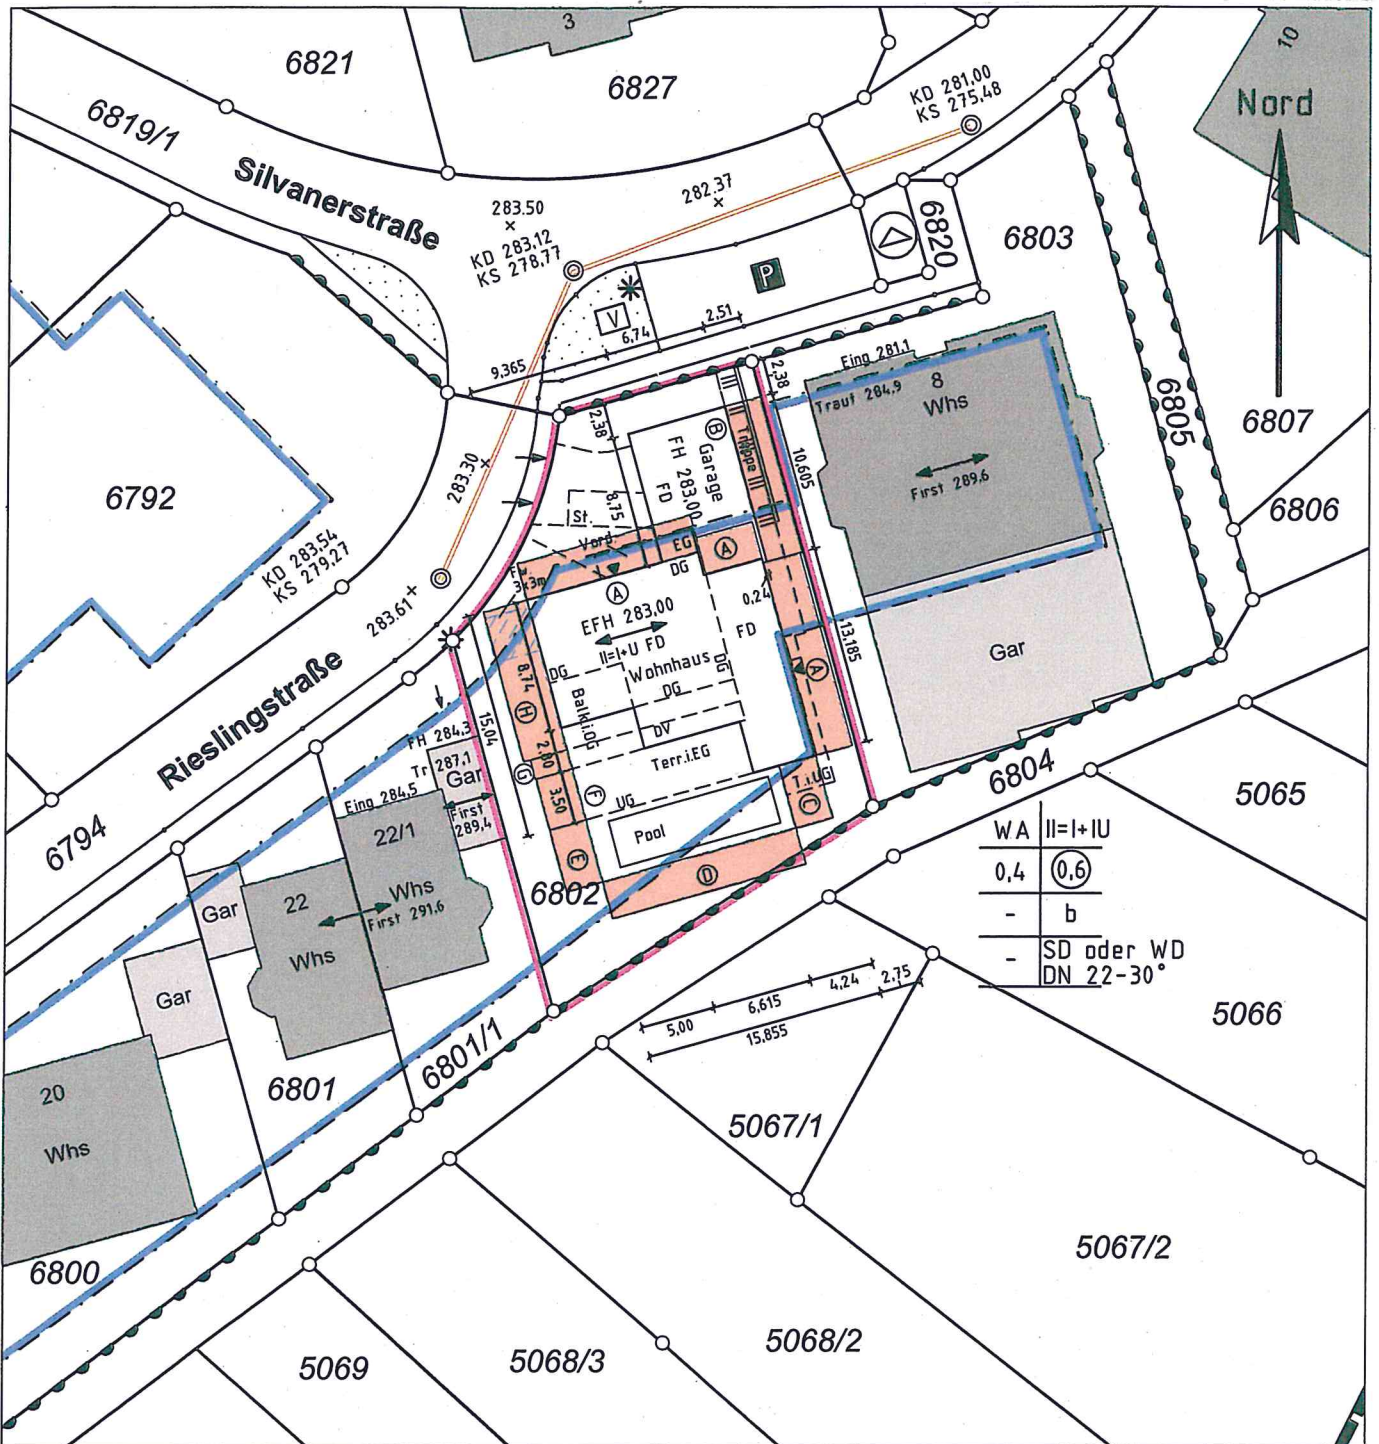 3
10
6821
6827
KD 281,00
KS 275,48
Nord
6819/1
Silvanerstraße
283.50
KD 283,12
KS 278,77
282.37
6820
6803
P
V
6,74
2,51
9,365
Eing 281,1
2,38
Trauf 284,9
8
Whs
First 289,6
6805
6807
6806
6792
283.30
2,38
B
Garage
FH 283,00
FD
Treppe
10,605
8,75
St.
Vord.
EG
DG
A
KD 283,54
KS 279,27
3x3m
A
0,24
283.61
EFH 283,00
II=I+U FD
FD
Wohnhaus
DG
DG
DG
Balk.i.OG
DV
Terr.i.EG
A
13,185
Gar
Rieslingstraße
8,74
H
15,04
FH 284,3
Tr 287,1
Gar
G
2,80
3,50
F
UG
T.i.UG
C
Pool
Eing 284,5
First
289,4
22/1
6804
5065
6794
WA II=I+IU
0,4 0,6
- b
- SD oder WD
DN 22-30°
E
D
6802
Whs
22
First 291,6
Gar
Whs
Gar
5,00
6,615
4,24
2,75
15,855
5066
6801/1
6801
20
Whs
5067/1
5067/2
6800
5068/2
5068/3
5069